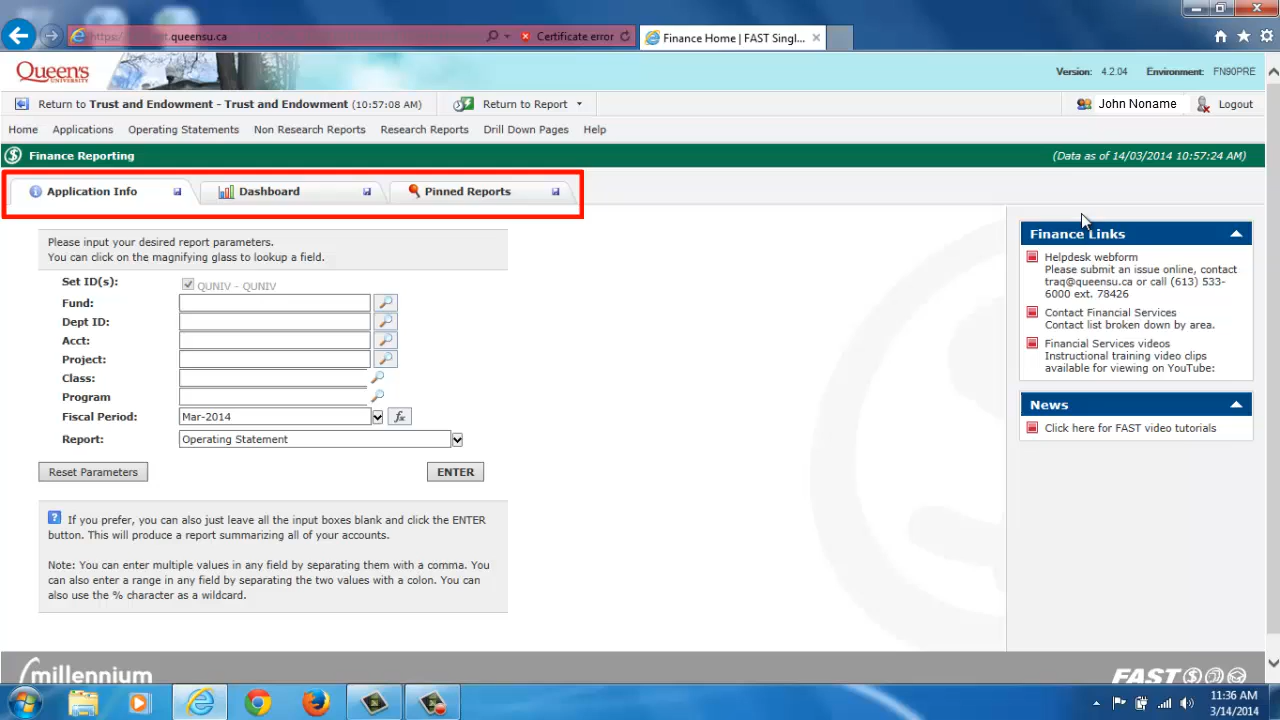 queensu.ca
Certificate error
Finance Home | FAST Singl...
Queen's
UNIVERSITY
Version: 4.2.04 Environment: FN90PRE
Return to Trust and Endowment - Trust and Endowment (10:57:08 AM)
Return to Report
John Noname
Logout
Home Applications Operating Statements Non Research Reports Research Reports Drill Down Pages Help
Finance Reporting
(Data as of 14/03/2014 10:57:24 AM)
Application Info
Dashboard
Pinned Reports
Please input your desired report parameters.
You can click on the magnifying glass to lookup a field.
Set ID(s): QUNIV - QUNIV
Fund:
Dept ID:
Acct:
Project:
Class:
Program
Fiscal Period: Mar-2014 fx
Report: Operating Statement
Reset Parameters
ENTER
? If you prefer, you can also just leave all the input boxes blank and click the ENTER
button. This will produce a report summarizing all of your accounts.
Note: You can enter multiple values in any field by separating them with a comma. You
can also enter a range in any field by separating the two values with a colon. You can
also use the % character as a wildcard.
Finance Links
Helpdesk webform
Please submit an issue online, contact
traq@queensu.ca or call (613) 533-
6000 ext. 78426
Contact Financial Services
Contact list broken down by area.
Financial Services videos
Instructional training video clips
available for viewing on YouTube:
News
Click here for FAST video tutorials
millennium
FAST
11:36 AM
3/14/2014